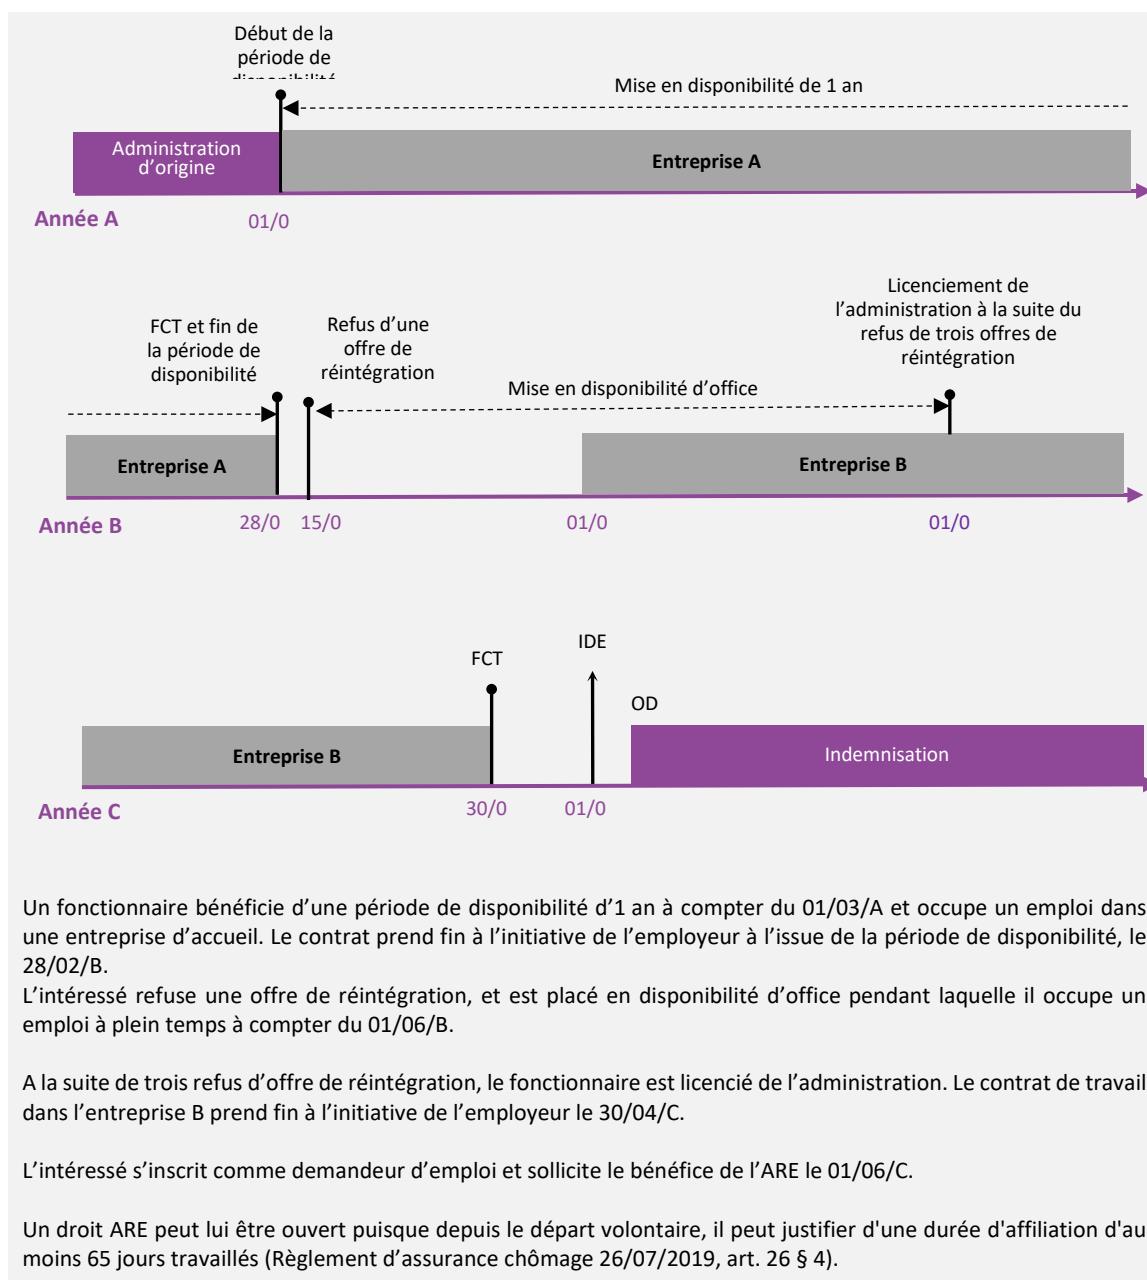 Début de la
période de
Mise en disponibilité de 1 an
Administration
d'origine
Entreprise A
Année A
01/0
Licenciement de
l'administration à la suite du
refus de trois offres de
réintégration
FCT et fin de
la période de
disponibilité
Refus d'une
offre de
réintégration
Mise en disponibilité d'office
Entreprise A
Entreprise B
Année B
28/0
15/0
01/0
01/0
FCT
IDE
OD
Entreprise B
Indemnisation
Année C
30/0
01/0
Un fonctionnaire bénéficie d'une période de disponibilité d'1 an à compter du 01/03/A et occupe un emploi dans
une entreprise d'accueil. Le contrat prend fin à l'initiative de l'employeur à l'issue de la période de disponibilité, le
28/02/B.
L'intéressé refuse une offre de réintégration, et est placé en disponibilité d'office pendant laquelle il occupe un
emploi à plein temps à compter du 01/06/B.
A la suite de trois refus d'offre de réintégration, le fonctionnaire est licencié de l'administration. Le contrat de travail
dans l'entreprise B prend fin à l'initiative de l'employeur le 30/04/C.
L'intéressé s'inscrit comme demandeur d'emploi et sollicite le bénéfice de l'ARE le 01/06/C.
Un droit ARE peut lui être ouvert puisque depuis le départ volontaire, il peut justifier d'une durée d'affiliation d'au
moins 65 jours travaillés (Règlement d'assurance chômage 26/07/2019, art. 26 § 4).